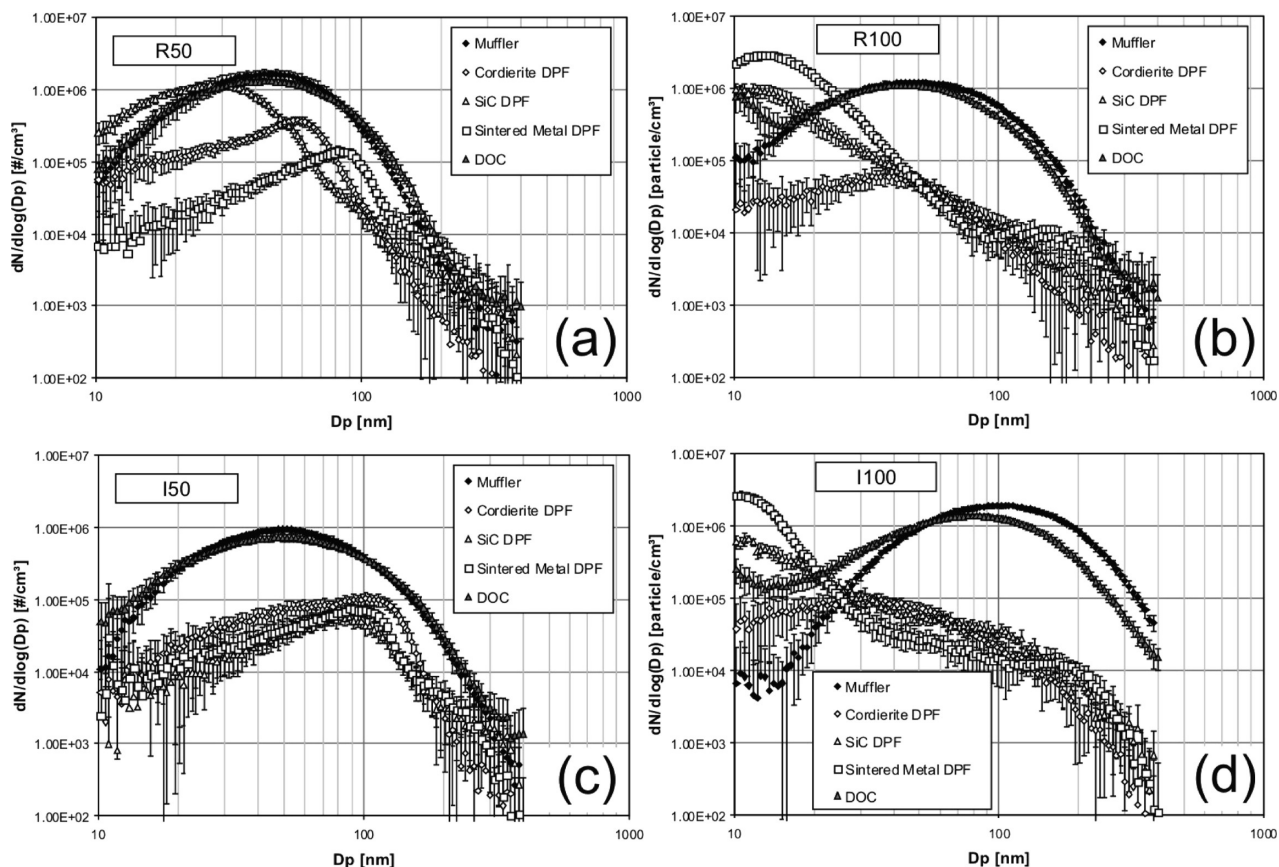 R50
Muffler
Cordierite DPF
SiC DPF
Sintered Metal DPF
DOC
dN/dlog(Dp) [#/cm³]
1.00E+07
1.00E+06
1.00E+05
1.00E+04
1.00E+03
1.00E+02
10
100
1000
Dp [nm]
(a)
R100
Muffler
Cordierite DPF
SiC DPF
Sintered Metal DPF
DOC
dN/dlog(Dp) [particle/cm³]
1.00E+07
1.00E+06
1.00E+05
1.00E+04
1.00E+03
1.00E+02
10
100
1000
Dp [nm]
(b)
I50
Muffler
Cordierite DPF
SiC DPF
Sintered Metal DPF
DOC
dN/dlog(Dp) [#/cm³]
1.00E+07
1.00E+06
1.00E+05
1.00E+04
1.00E+03
1.00E+02
10
100
1000
Dp [nm]
(c)
I100
Muffler
Cordierite DPF
SiC DPF
Sintered Metal DPF
DOC
dN/dlog(Dp) [particle/cm³]
1.00E+07
1.00E+06
1.00E+05
1.00E+04
1.00E+03
1.00E+02
10
100
1000
Dp [nm]
(d)